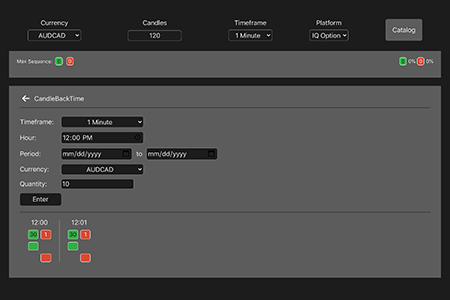 Currency Candles Timeframe Platform
AUDCAD 120 1 Minute IQ Option Catalog
Max Sequence: 0 0 0 0% 0 0%
CandleBackTime
Timeframe: 1 Minute
Hour: 12:00 PM
Period: mm/dd/yyyy to mm/dd/yyyy
Currency: AUDCAD
Quantity: 10
Enter
12:00 12:01
30 1 30 1